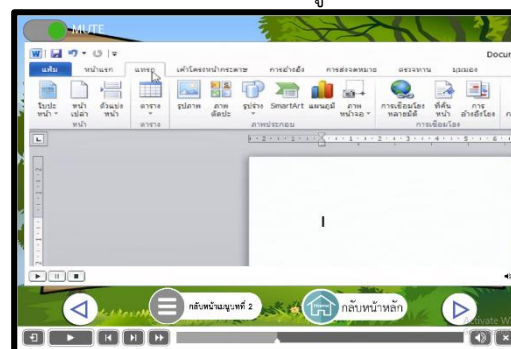 MUTE
W
Docu
แฟ้ม หน้าแรก แทรก เค้าโครงหน้ากระดาษ การอ้างอิง การส่งจดหมาย ตรวจทาน มุมมอง
ใบปะหน้า หน้าเปล่า ตัวแบ่งหน้า ตาราง รูปภาพ ภาพตัดปะ รูปร่าง SmartArt แผนภูมิ ภาพหน้าจอ การเชื่อมโยงหลายมิติ ที่คั่นหน้า การอ้างอิงโยง
หน้า ตาราง ภาพประกอบ การเชื่อมโยง
กลับหน้าเมนูบทที่ 2 Home กลับหน้าหลัก
Activate W